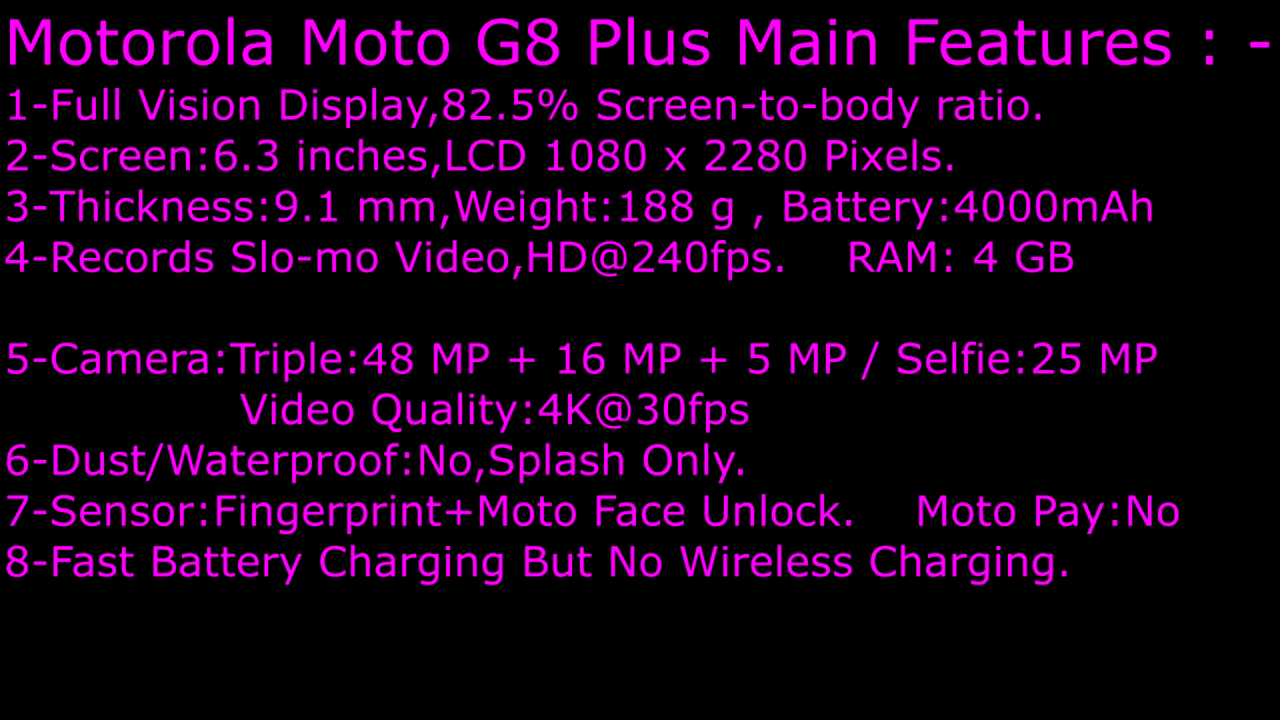 Motorola Moto G8 Plus Main Features : -
1-Full Vision Display,82.5% Screen-to-body ratio.
2-Screen:6.3 inches,LCD 1080 x 2280 Pixels.
3-Thickness:9.1 mm,Weight:188 g , Battery:4000mAh
4-Records Slo-mo Video,HD@240fps.    RAM: 4 GB
5-Camera:Triple:48 MP + 16 MP + 5 MP / Selfie:25 MP
Video Quality:4K@30fps
6-Dust/Waterproof:No,Splash Only.
7-Sensor:Fingerprint+Moto Face Unlock.    Moto Pay:No
8-Fast Battery Charging But No Wireless Charging.